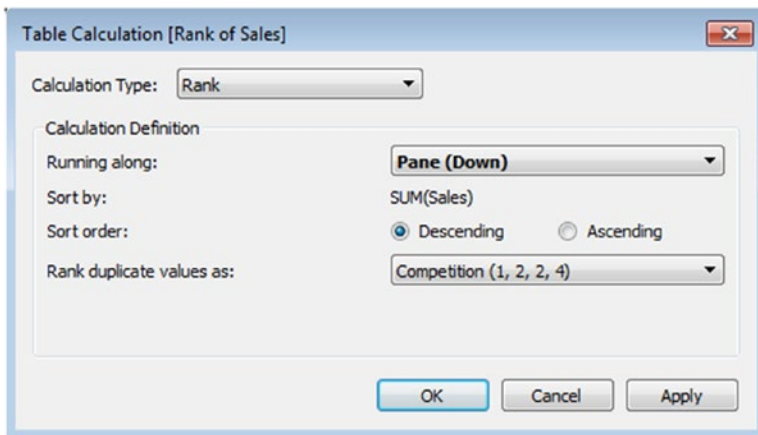 Table Calculation [Rank of Sales]
Calculation Type: Rank
Calculation Definition
Running along: Pane (Down)
Sort by: SUM(Sales)
Sort order: Descending Ascending
Rank duplicate values as: Competition (1, 2, 2, 4)
OK Cancel Apply